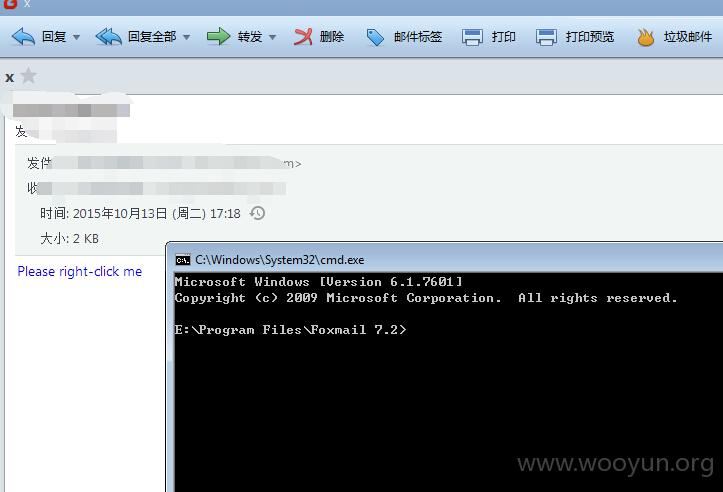 x
回复 回复全部 转发 删除 邮件标签 打印 打印预览 垃圾邮件
x
发
发件 m>
收
时间: 2015年10月13日 (周二) 17:18
大小: 2 KB
Please right-click me
C:\Windows\System32\cmd.exe
Microsoft Windows [Version 6.1.7601]
Copyright (c) 2009 Microsoft Corporation.  All rights reserved.
E:\Program Files\Foxmail 7.2>
www.wooyun.org